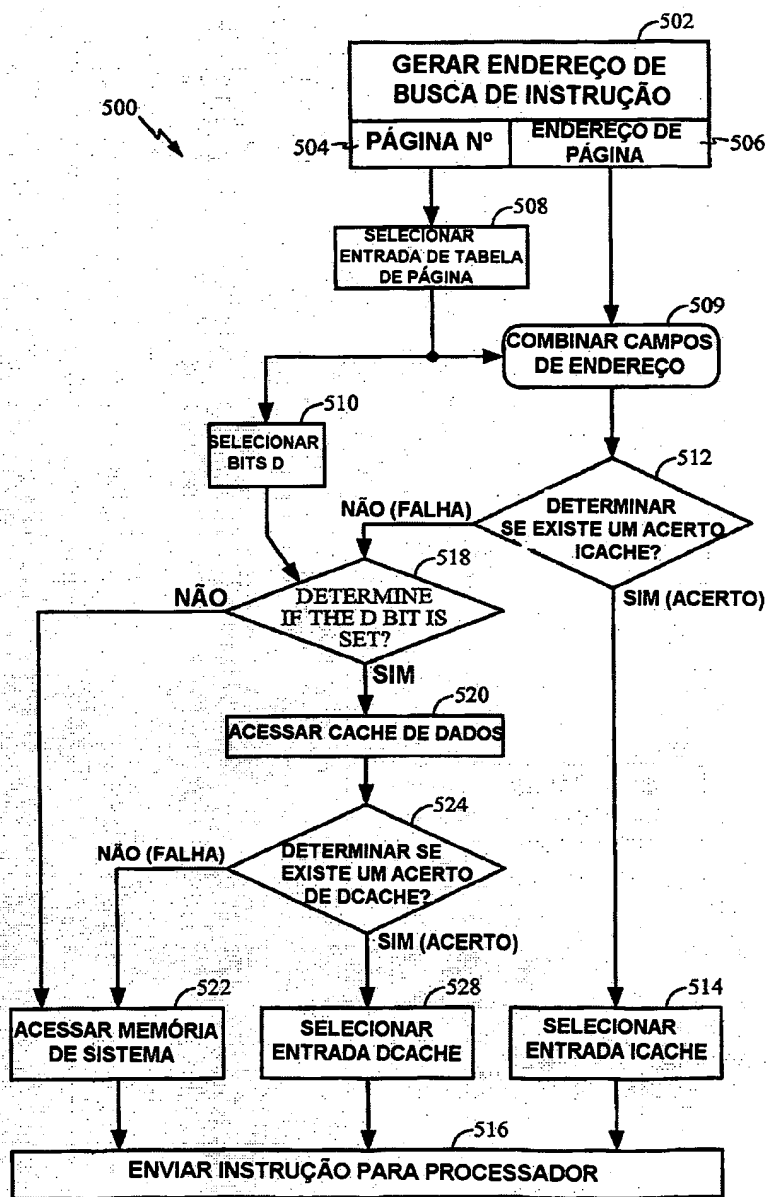 502
GERAR ENDEREÇO DE
BUSCA DE INSTRUÇÃO
500
504
PÁGINA Nº
ENDEREÇO DE
PÁGINA
506
508
SELECIONAR
ENTRADA DE TABELA
DE PÁGINA
509
COMBINAR CAMPOS
DE ENDEREÇO
510
SELECIONAR
BITS D
512
DETERMINAR
SE EXISTE UM ACERTO
ICACHE?
NÃO (FALHA)
SIM (ACERTO)
518
DETERMINE
IF THE D BIT IS
SET?
NÃO
SIM
520
ACESSAR CACHE DE DADOS
524
DETERMINAR SE
EXISTE UM ACERTO
DE DCACHE?
NÃO (FALHA)
SIM (ACERTO)
522
ACESSAR MEMÓRIA
DE SISTEMA
528
SELECIONAR
ENTRADA DCACHE
514
SELECIONAR
ENTRADA ICACHE
516
ENVIAR INSTRUÇÃO PARA PROCESSADOR